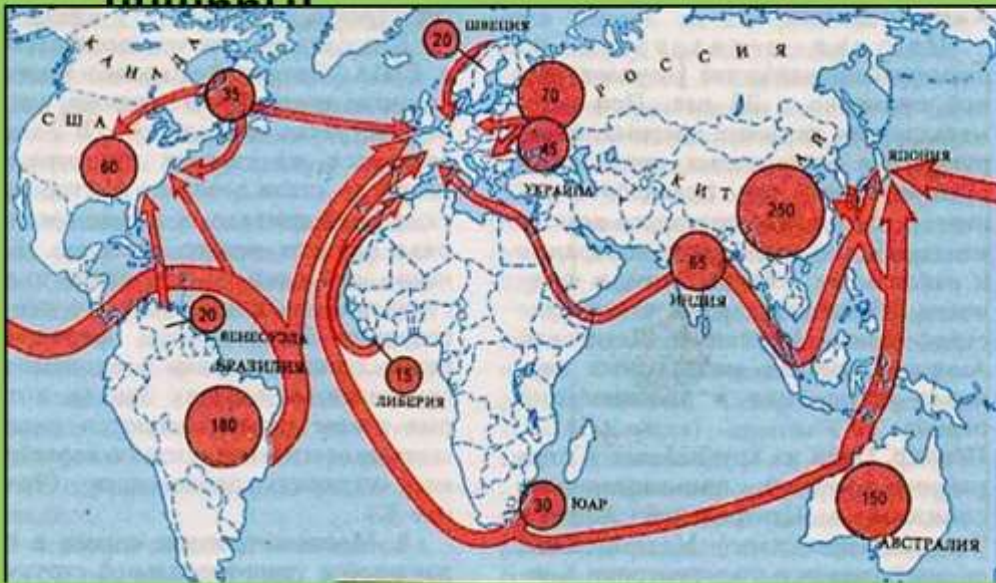 ШВЕЦИЯ
20
КАНАДА
РОССИЯ
35
70
США
60
45
УКРАИНА
КИТАЙ
ЯПОНИЯ
250
65
ИНДИЯ
20
ВЕНЕСУЭЛА
БРАЗИЛИЯ
180
15
ЛИБЕРИЯ
30
ЮАР
150
АВСТРАЛИЯ